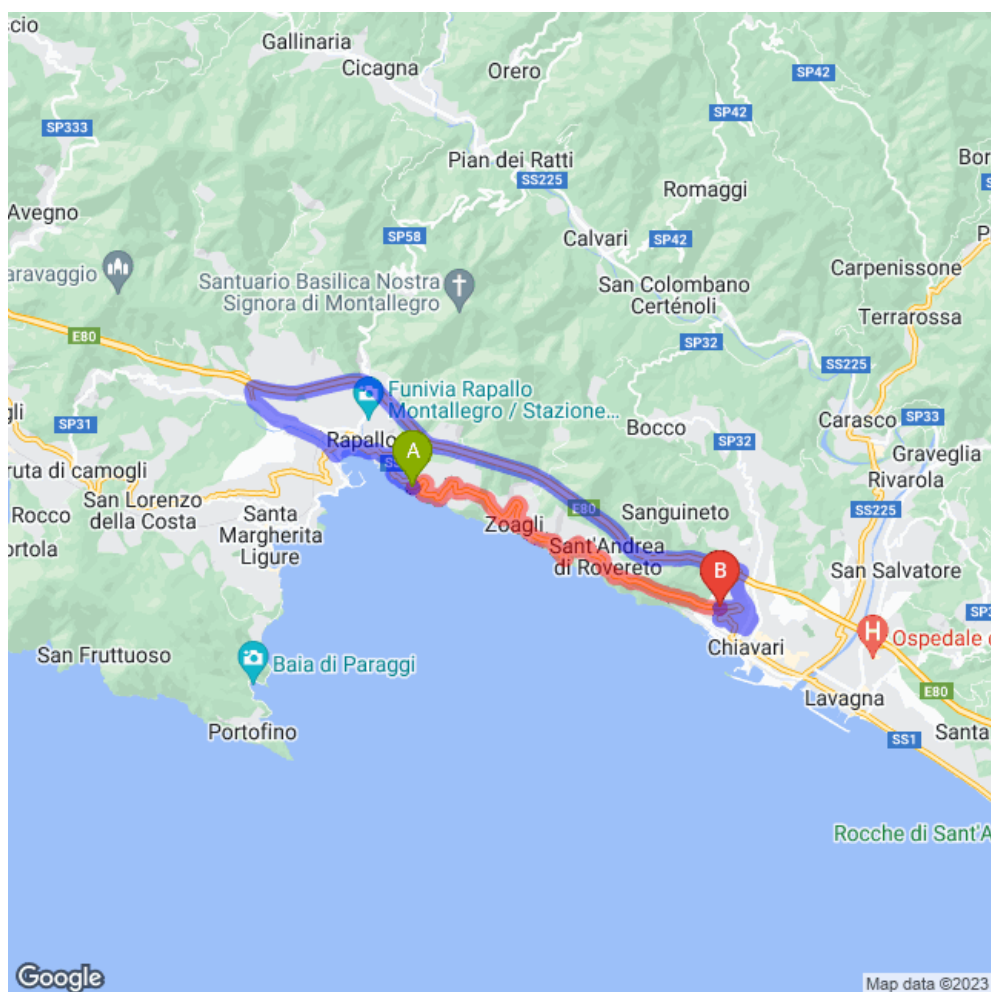 cio
Gallinaria
Cicagna
Orero
SP42
SP333
SP42
Pian dei Ratti
SS225
Bor
Romaggi
Avegno
SP58
Calvari
SP42
P
aravaggio
Santuario Basilica Nostra
Signora di Montallegro
San Colombano
Certénoli
Carpenissone
Terrarossa
E80
SP32
SS225
Funivia Rapallo
Montallegro / Stazione...
gli
SP31
Bocco
Carasco
SP33
Rapallo
SP32
Graveglia
A
ruta di camogli
Rivarola
San Lorenzo
della Costa
Rocco
Santa
Margherita
Ligure
Zoagli
E80
Sanguineto
SS225
ortola
Sant'Andrea
di Rovereto
B
San Salvatore
H
Ospedale
San Fruttuoso
Baia di Paraggi
Chiavari
E80
Lavagna
Portofino
SS1
Santa
Rocche di Sant'A
Google
Map data ©2023